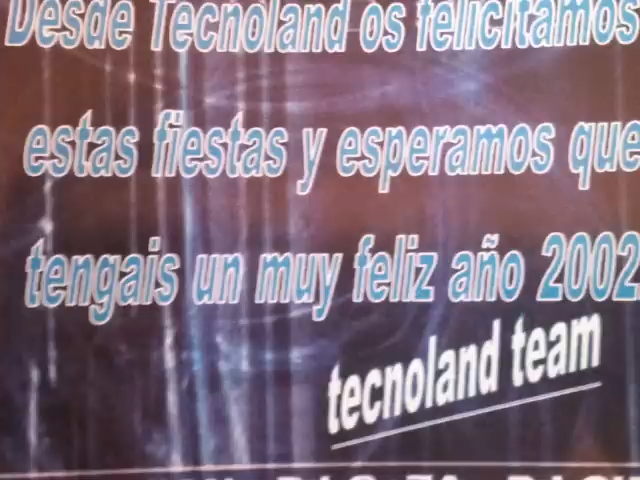 Desde Tecnoland os felicitamos
estas fiestas y esperamos que
tengais un muy feliz año 2002
tecnoland team